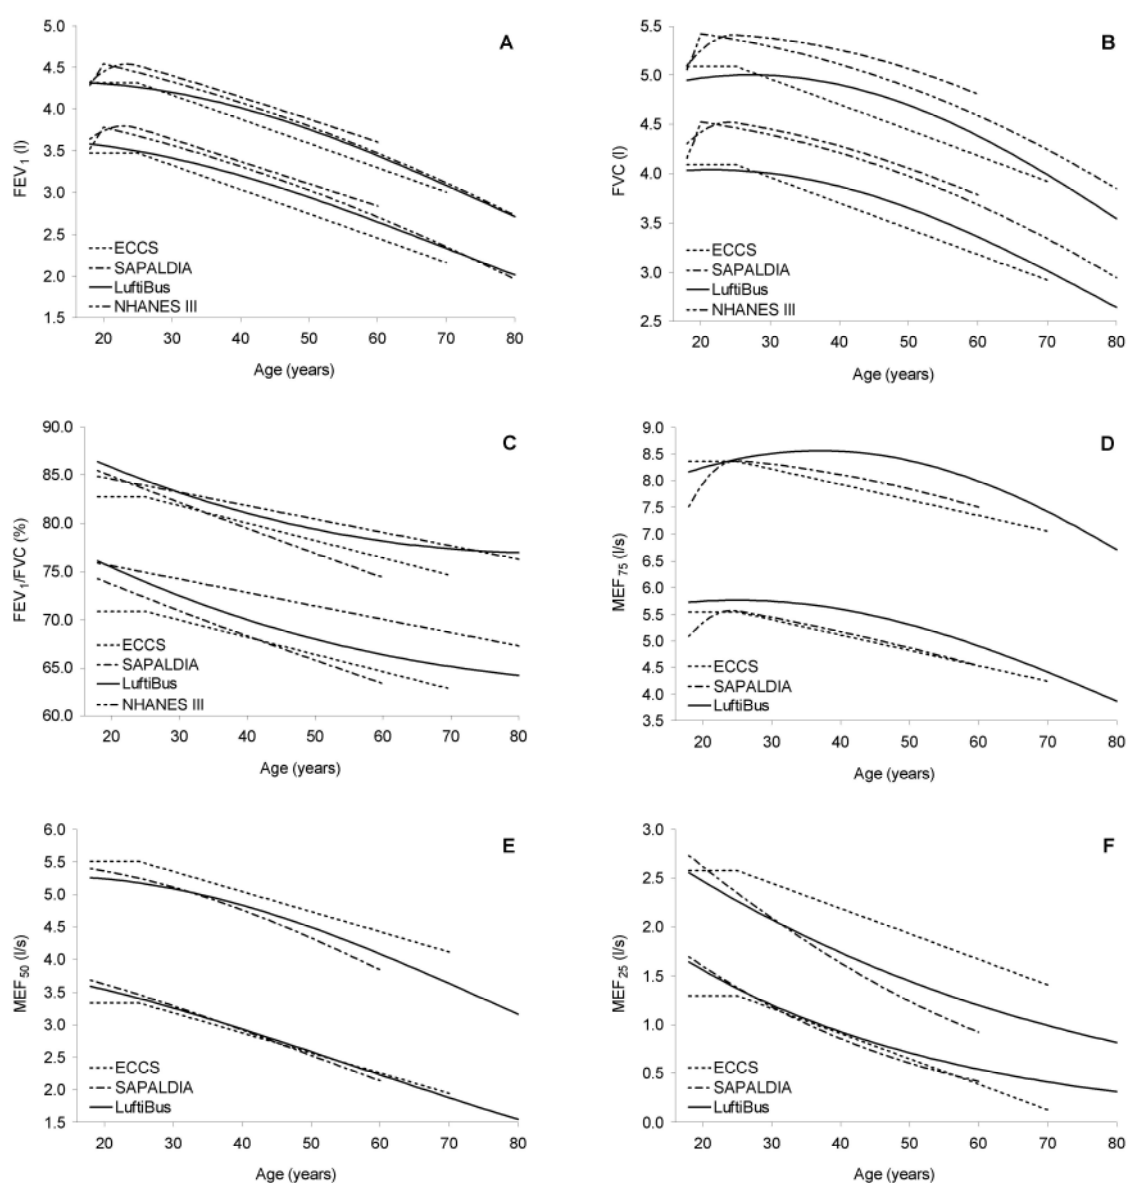 A
FEV1 (l)
5.0
4.5
4.0
3.5
3.0
2.5
2.0
1.5
ECCS
SAPALDIA
LuftiBus
NHANES III
20 30 40 50 60 70 80
Age (years)
B
FVC (l)
5.5
5.0
4.5
4.0
3.5
3.0
2.5
ECCS
SAPALDIA
LuftiBus
NHANES III
20 30 40 50 60 70 80
Age (years)
C
FEV1/FVC (%)
90.0
85.0
80.0
75.0
70.0
65.0
60.0
ECCS
SAPALDIA
LuftiBus
NHANES III
20 30 40 50 60 70 80
Age (years)
D
MEF75 (l/s)
9.0
8.5
8.0
7.5
7.0
6.5
6.0
5.5
5.0
4.5
4.0
3.5
ECCS
SAPALDIA
LuftiBus
20 30 40 50 60 70 80
Age (years)
E
MEF50 (l/s)
6.0
5.5
5.0
4.5
4.0
3.5
3.0
2.5
2.0
1.5
ECCS
SAPALDIA
LuftiBus
20 30 40 50 60 70 80
Age (years)
F
MEF25 (l/s)
3.0
2.5
2.0
1.5
1.0
0.5
0.0
ECCS
SAPALDIA
LuftiBus
20 30 40 50 60 70 80
Age (years)